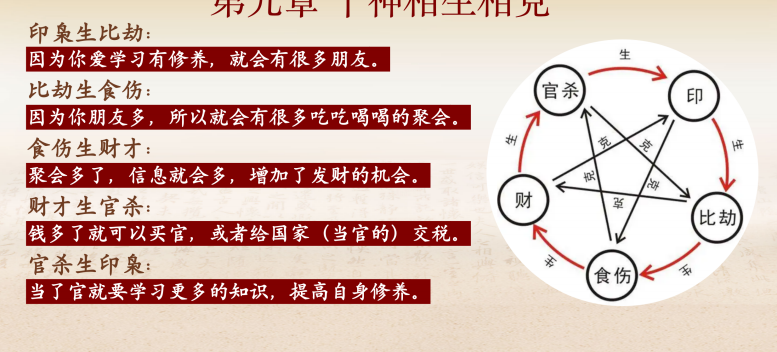 第九章 十神相生相克
印枭生比劫：
因为你爱学习有修养，就会有很多朋友。
比劫生食伤：
因为你朋友多，所以就会有很多吃吃喝喝的聚会。
食伤生财才：
聚会多了，信息就会多，增加了发财的机会。
财才生官杀：
钱多了就可以买官，或者给国家（当官的）交税。
官杀生印枭：
当了官就要学习更多的知识，提高自身修养。
生
官杀
印
生
克
克
生
克
克
财
克
比劫
生
生
食伤